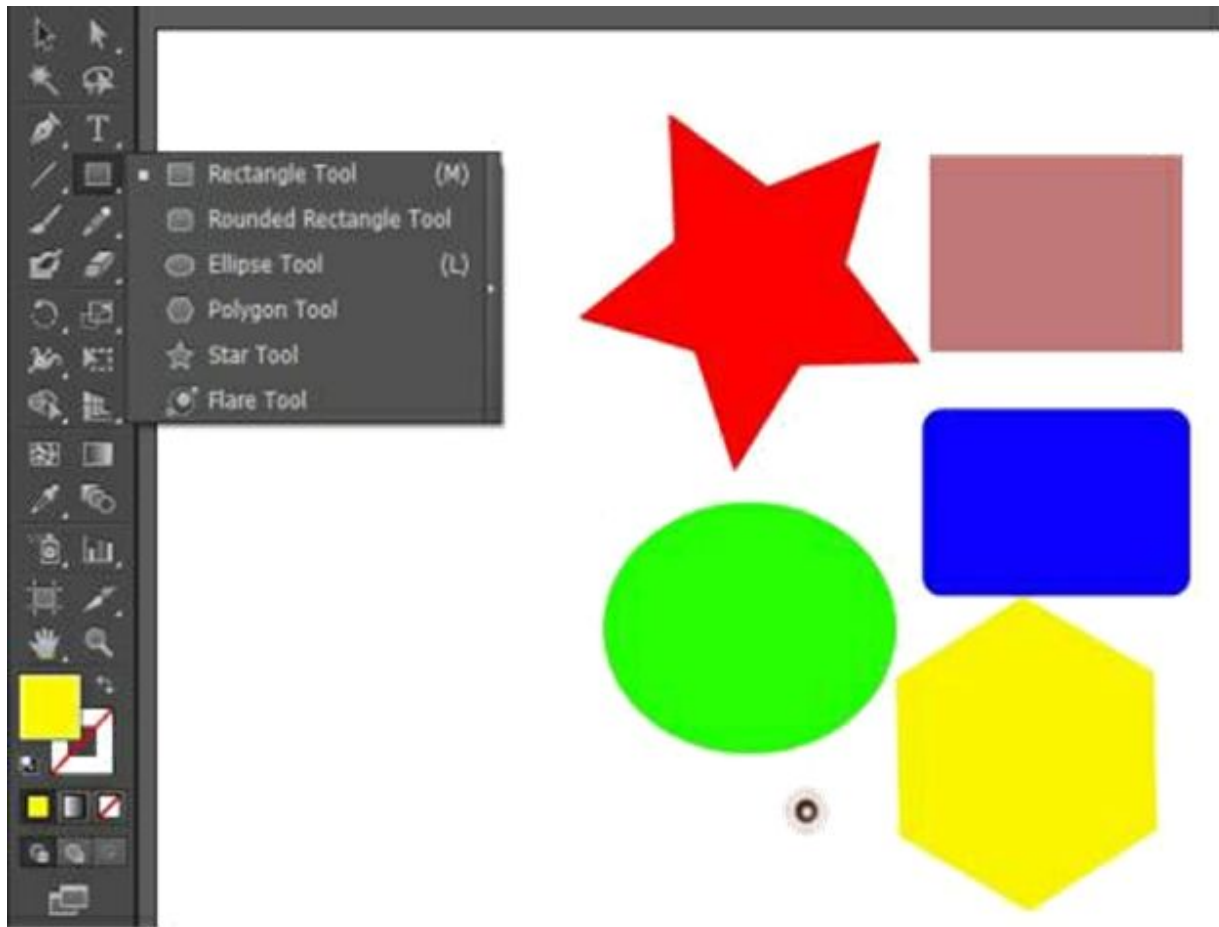 T
Rectangle Tool (M)
Rounded Rectangle Tool
Ellipse Tool (L)
Polygon Tool
Star Tool
Flare Tool